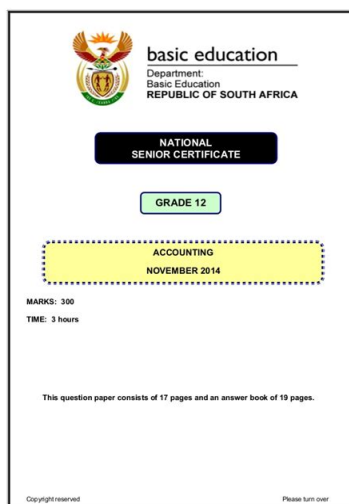 basic education
Department:
Basic Education
REPUBLIC OF SOUTH AFRICA
NATIONAL
SENIOR CERTIFICATE
GRADE 12
ACCOUNTING
NOVEMBER 2014
MARKS: 300
TIME: 3 hours
This question paper consists of 17 pages and an answer book of 19 pages.
Copyright reserved
Please turn over